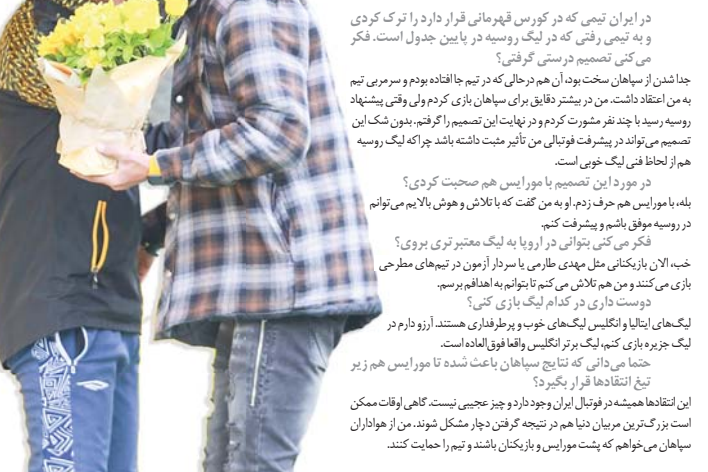 در ایران تیمی که در کورس قهرمانی قرار دارد را ترک کردی
و به تیمی رفتی که در لیگ روسیه در پایین جدول است. فکر
می‌کنی تصمیم درستی گرفتی؟
جدا شدن از سپاهان سخت بود، آن هم درحالی که در تیم جا افتاده بودم و سرمربی تیم
به من اعتقاد داشت. من در بیشتر دقایق برای سپاهان بازی کردم ولی وقتی پیشنهاد
روسیه رسید با چند نفر مشورت کردم و در نهایت این تصمیم را گرفتم. بدون شک این
تصمیم می‌تواند در پیشرفت فوتبالی من تأثیر مثبت داشته باشد چراکه لیگ روسیه
هم از لحاظ فنی لیگ خوبی است.
در مورد این تصمیم با مورایس هم صحبت کردی؟
بله، با مورایس هم حرف زدم. او به من گفت که با تلاش و هوش بالایم می‌توانم
در روسیه موفق باشم و پیشرفت کنم.
فکر می‌کنی بتوانی در اروپا به لیگ معتبرتری بروی؟
خب، الان بازیکنانی مثل مهدی طارمی یا سردار آزمون در تیم‌های مطرحی
بازی می‌کنند و من هم تلاش می‌کنم تا بتوانم به اهدافم برسم.
دوست داری در کدام لیگ بازی کنی؟
لیگ‌های ایتالیا و انگلیس لیگ‌های خوب و پرطرفداری هستند. آرزو دارم در
لیگ جزیره بازی کنم، لیگ برتر انگلیس واقعا فوق‌العاده است.
حتما می‌دانی که نتایج سپاهان باعث شده تا مورایس هم زیر
تیغ انتقادها قرار بگیرد؟
این انتقادها همیشه در فوتبال ایران وجود دارد و چیز عجیبی نیست. گاهی اوقات ممکن
است بزرگ‌ترین مربیان دنیا هم در نتیجه گرفتن دچار مشکل شوند. من از هواداران
سپاهان می‌خواهم که پشت مورایس و بازیکنان باشند و تیم را حمایت کنند.